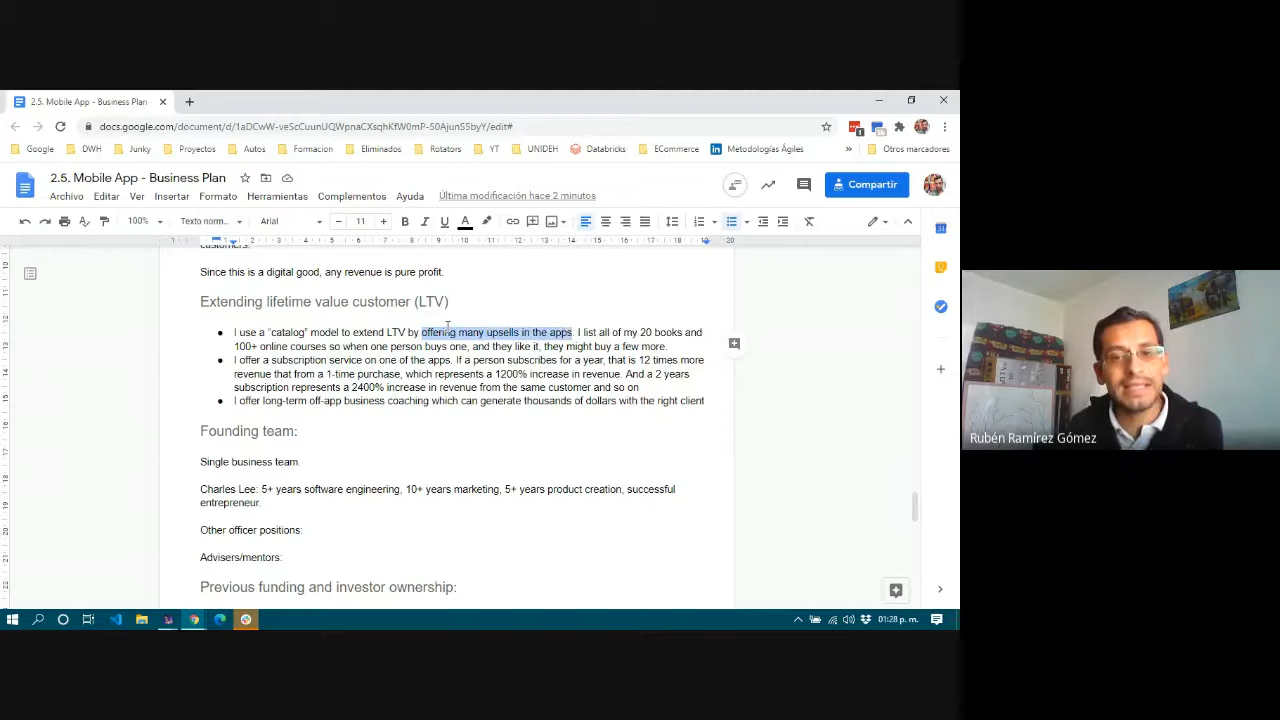 2.5. Mobile App - Business Plan
docs.google.com/document/d/1aDCwW-veScCuunUQWpnaCXsqhKfW0mP-50AjunS5byY/edit#
Google DWH Junky Proyectos Autos Formacion Eliminados Rotators YT UNIDEH Databricks ECommerce Metodologías Ágiles » Otros marcadores
2.5. Mobile App - Business Plan
Archivo Editar Ver Insertar Formato Herramientas Complementos Ayuda Última modificación hace 2 minutos
Compartir
100% Texto norm... Arial 11
customers.
Since this is a digital good, any revenue is pure profit.
Extending lifetime value customer (LTV)
● I use a “catalog” model to extend LTV by offering many upsells in the apps. I list all of my 20 books and
100+ online courses so when one person buys one, and they like it, they might buy a few more.
● I offer a subscription service on one of the apps. If a person subscribes for a year, that is 12 times more
revenue that from a 1-time purchase, which represents a 1200% increase in revenue. And a 2 years
subscription represents a 2400% increase in revenue from the same customer and so on
● I offer long-term off-app business coaching which can generate thousands of dollars with the right client
Founding team:
Single business team.
Charles Lee: 5+ years software engineering, 10+ years marketing, 5+ years product creation, successful
entrepreneur.
Other officer positions:
Advisers/mentors:
Previous funding and investor ownership:
01:28 p. m.
Rubén Ramírez Gómez